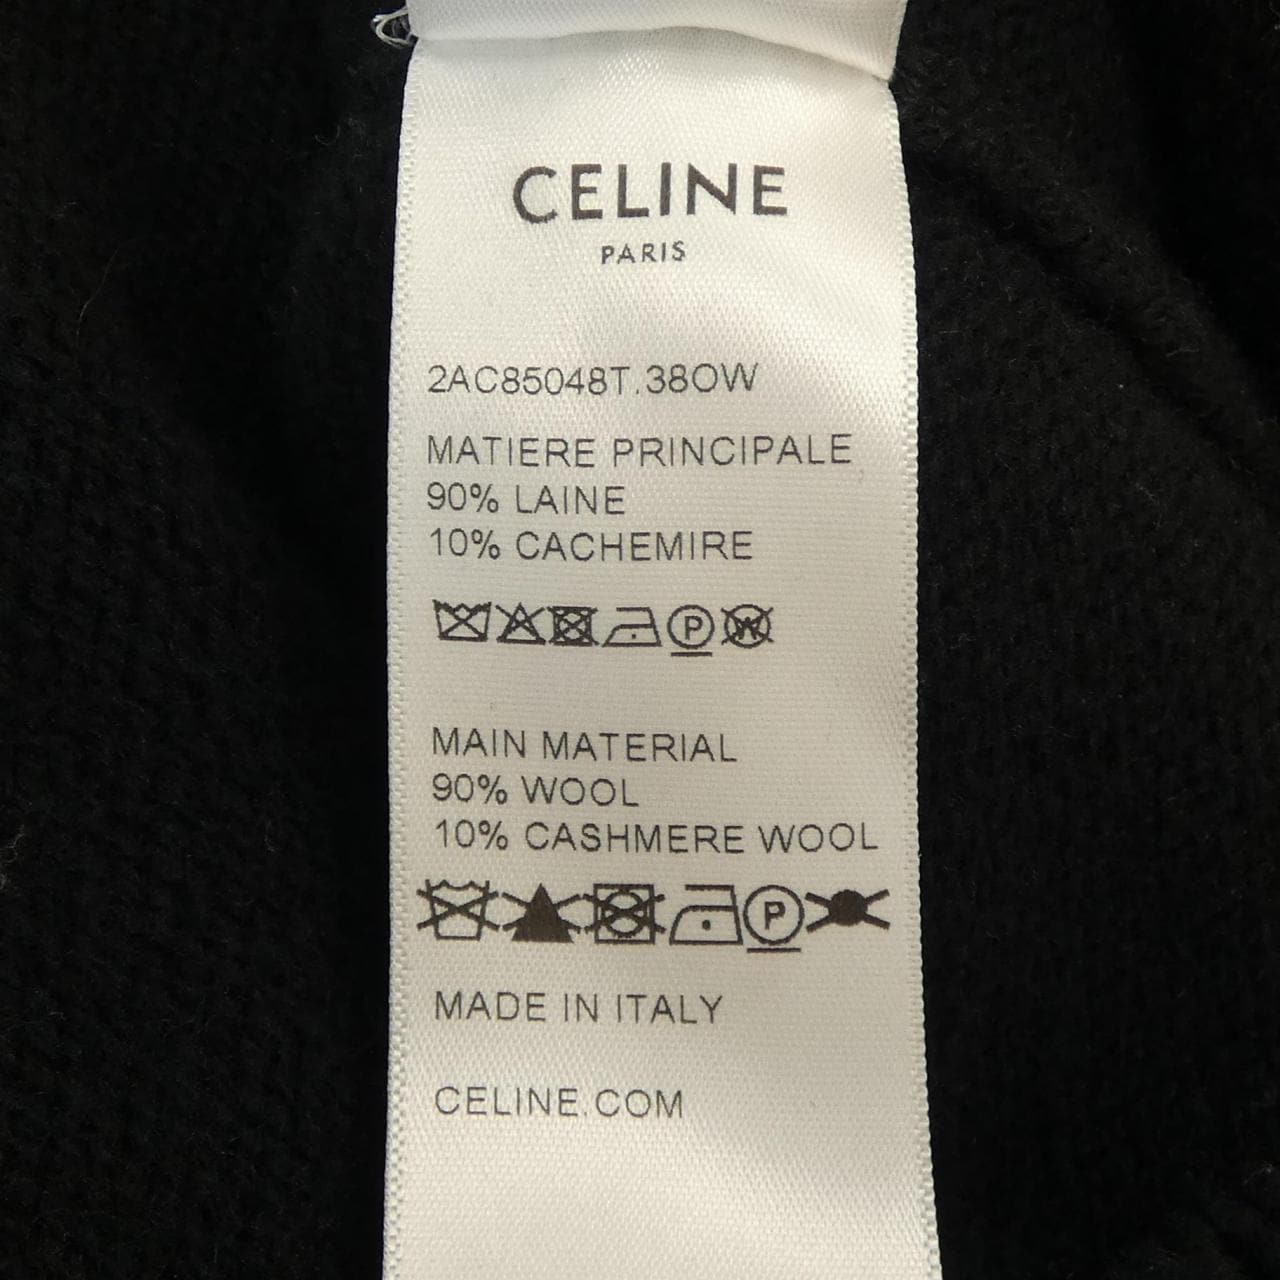 CELINE
PARIS
2AC85048T.38OW
MATIERE PRINCIPALE
90% LAINE
10% CACHEMIRE
P W
MAIN MATERIAL
90% WOOL
10% CASHMERE WOOL
P
MADE IN ITALY
CELINE.COM